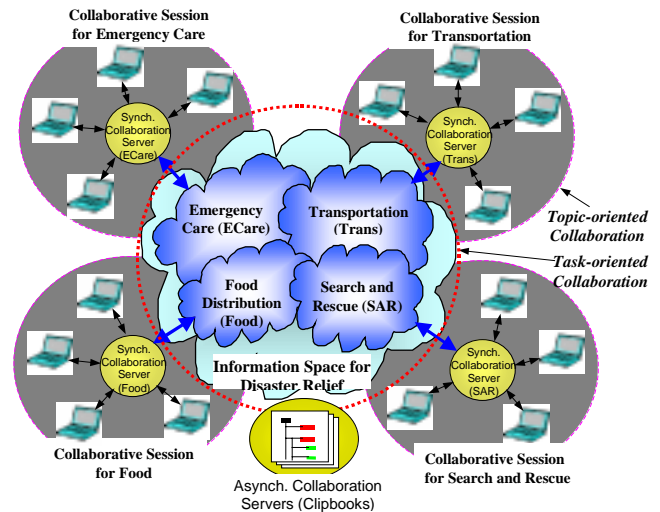 Collaborative Session
for Emergency Care
Collaborative Session
for Transportation
Synch.
Collaboration
Server
(ECare)
Synch.
Collaboration
Server
(Trans)
Emergency
Care (ECare)
Transportation
(Trans)
Topic-oriented
Collaboration
Task-oriented
Collaboration
Food
Distribution
(Food)
Search and
Rescue (SAR)
Synch.
Collaboration
Server
(Food)
Synch.
Collaboration
Server
(SAR)
Information Space for
Disaster Relief
Collaborative Session
for Food
Collaborative Session
for Search and Rescue
Asynch. Collaboration
Servers (Clipbooks)